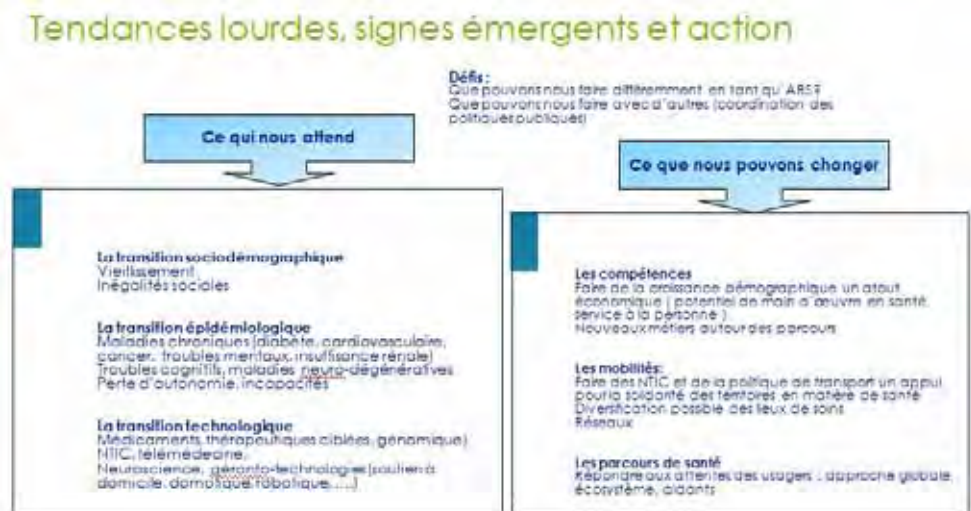 Tendances lourdes, signes émergents et action
Défis :
Que pouvons nous faire différemment en tant qu' ARS?
Que pouvons nous faire avec d'autres (coordination des
politiques publiques)
Ce qui nous attend
La transition sociodémographique
Vieillissement
Inégalités sociales
La transition épidémiologique
Maladies chroniques (diabète, cardiovasculaire,
cancer, troubles mentaux, insuffisance rénale)
Troubles cognitifs, maladies neuro-dégénératives
Perte d'autonomie, incapacités
La transition technologique
Médicaments, thérapeutiques ciblées, génomique)
NTIC, télémédecine,
Neuroscience, géronto-technologies (soutien à
domicile, domotique, robotique, ....)
Ce que nous pouvons changer
Les compétences
Faire de la croissance démographique un atout
économique ( potentiel de main d'œuvre en santé,
service à la personne )
Nouveaux métiers autour des parcours
Les mobilités:
Faire des NTIC et de la politique de transport un appui
pour la solidarité des territoires en matière de santé
Diversification possible des lieux de soins
Réseaux
Les parcours de santé
Répondre aux attentes des usagers : approche globale,
écosystème, aidants